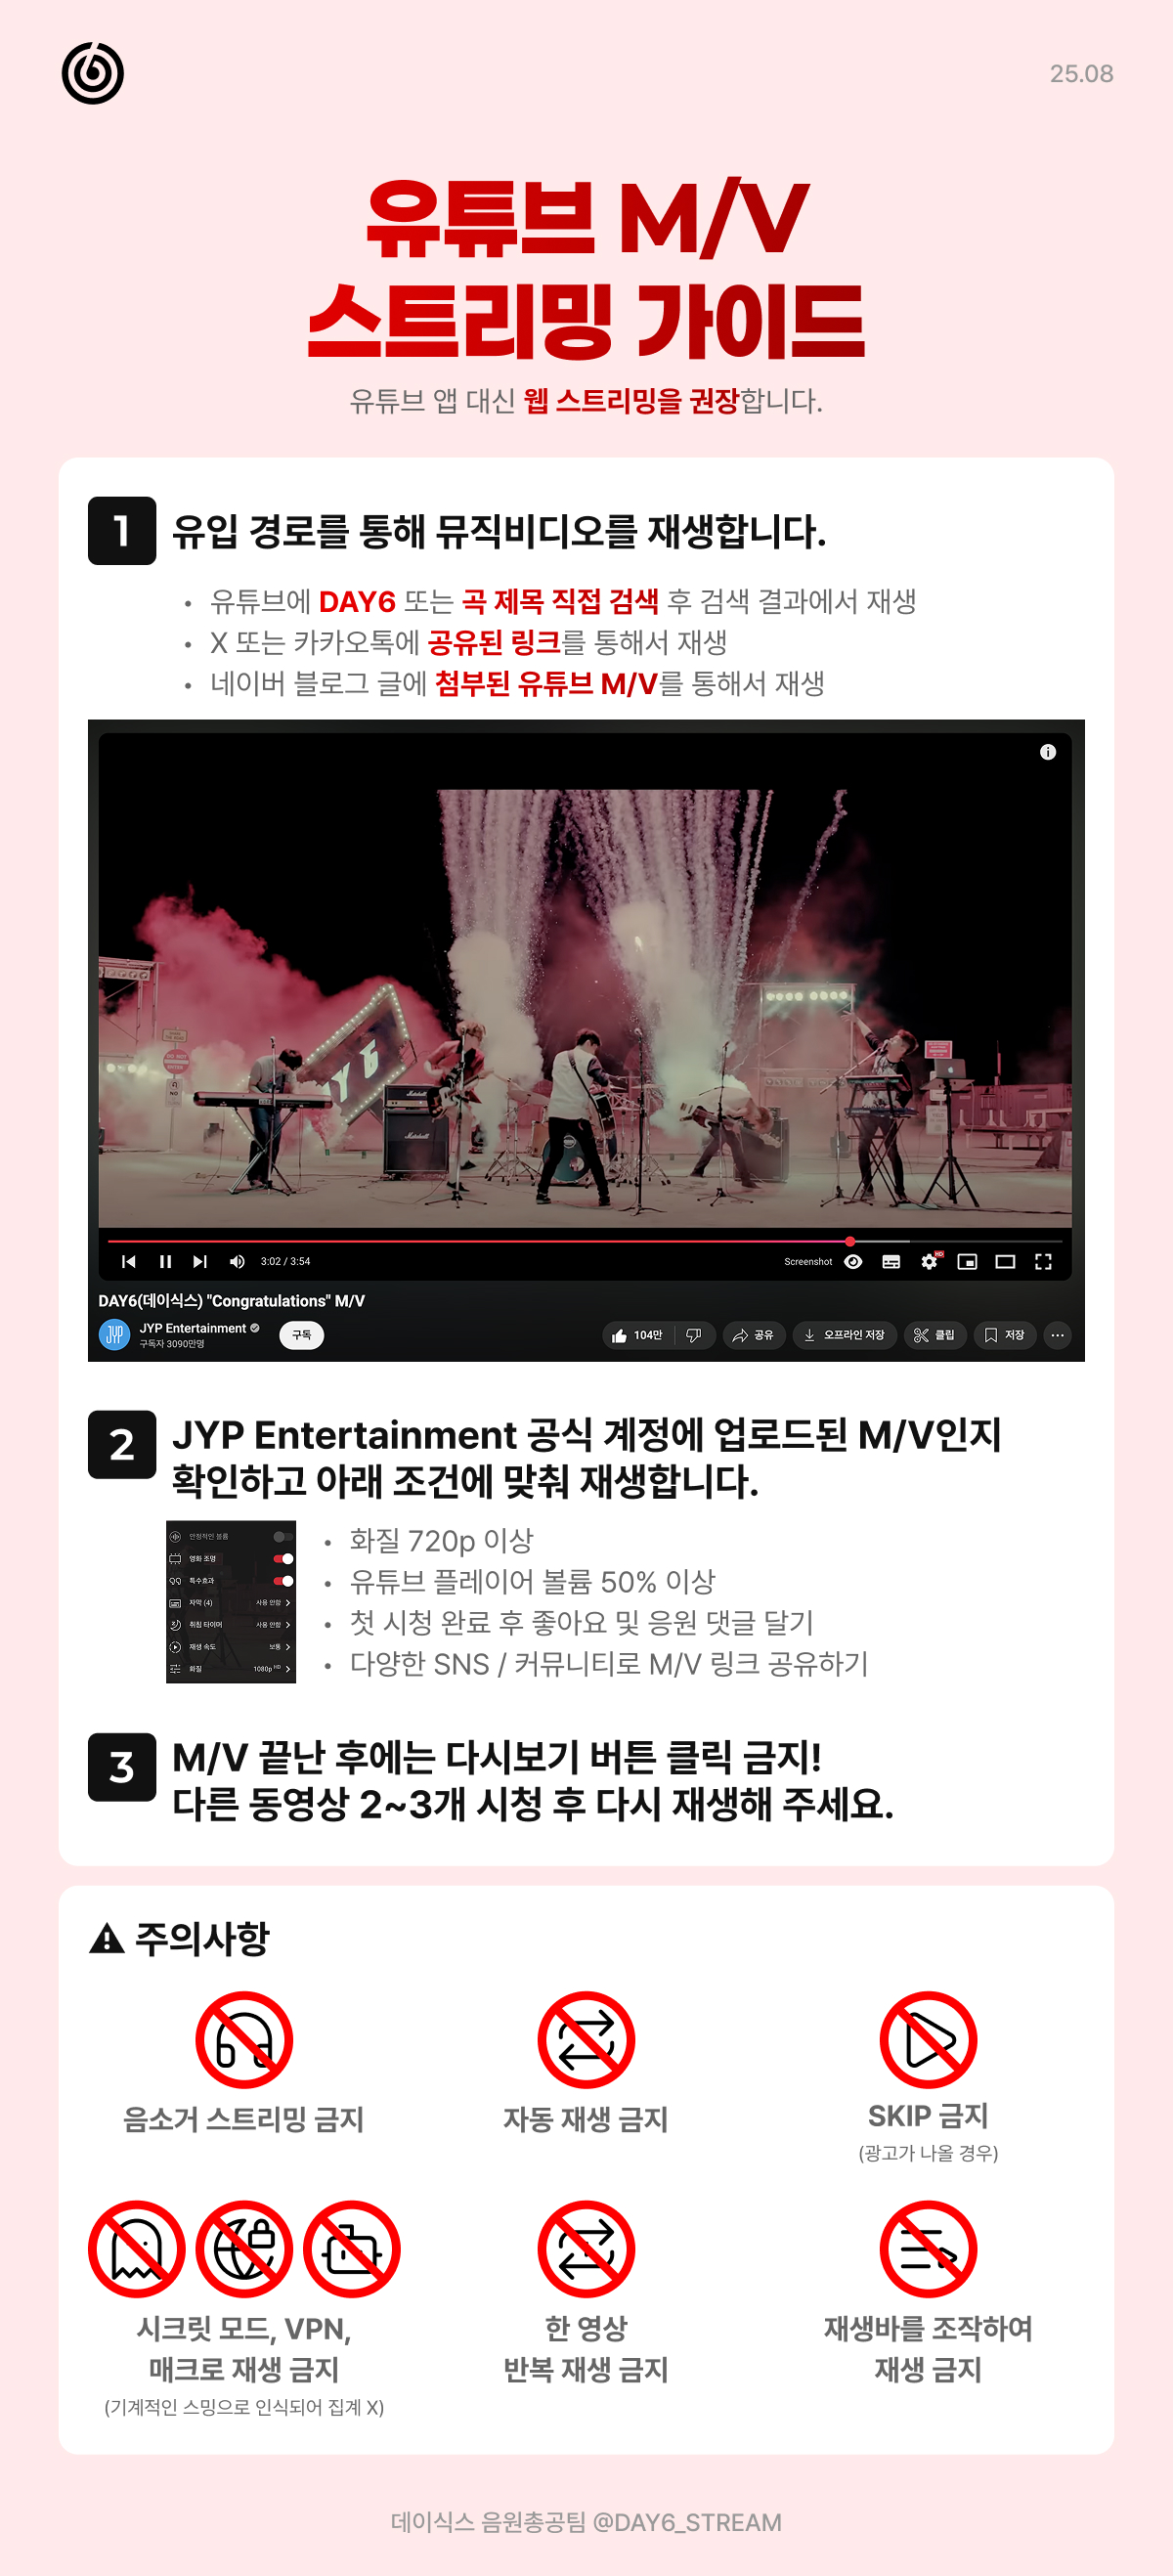 25.08
유튜브 M/V
스트리밍 가이드
유튜브 앱 대신 웹 스트리밍을 권장합니다.
1 유입 경로를 통해 뮤직비디오를 재생합니다.
• 유튜브에 DAY6 또는 곡 제목 직접 검색 후 검색 결과에서 재생
• X 또는 카카오톡에 공유된 링크를 통해서 재생
• 네이버 블로그 글에 첨부된 유튜브 M/V를 통해서 재생
Y 6
DO NOT
ENTER
NO
Marshall
Marshall
3:02 / 3:54 Screenshot HD
DAY6(데이식스) "Congratulations" M/V
JYP JYP Entertainment
구독자 3090만명
구독 104만 공유 오프라인 저장 클립 저장 ...
2 JYP Entertainment 공식 계정에 업로드된 M/V인지
확인하고 아래 조건에 맞춰 재생합니다.
안정적인 볼륨
영화 조명
특수효과
자막 (4) 사용 안함
취침 타이머 사용 안함
재생 속도 보통
화질 1080p HD
• 화질 720p 이상
• 유튜브 플레이어 볼륨 50% 이상
• 첫 시청 완료 후 좋아요 및 응원 댓글 달기
• 다양한 SNS / 커뮤니티로 M/V 링크 공유하기
3 M/V 끝난 후에는 다시보기 버튼 클릭 금지!
다른 동영상 2~3개 시청 후 다시 재생해 주세요.
주의사항
음소거 스트리밍 금지
자동 재생 금지
SKIP 금지
(광고가 나올 경우)
시크릿 모드, VPN,
매크로 재생 금지
(기계적인 스밍으로 인식되어 집계 X)
한 영상
반복 재생 금지
재생바를 조작하여
재생 금지
데이식스 음원총공팀 @DAY6_STREAM